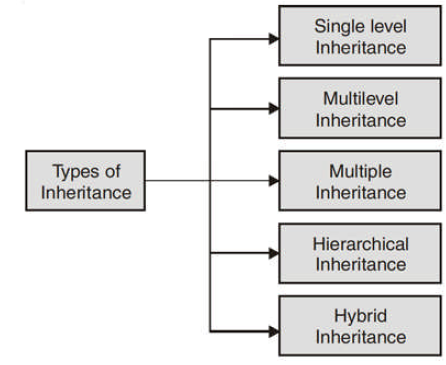 Single level
Inheritance
Multilevel
Inheritance
Types of
Inheritance
Multiple
Inheritance
Hierarchical
Inheritance
Hybrid
Inheritance